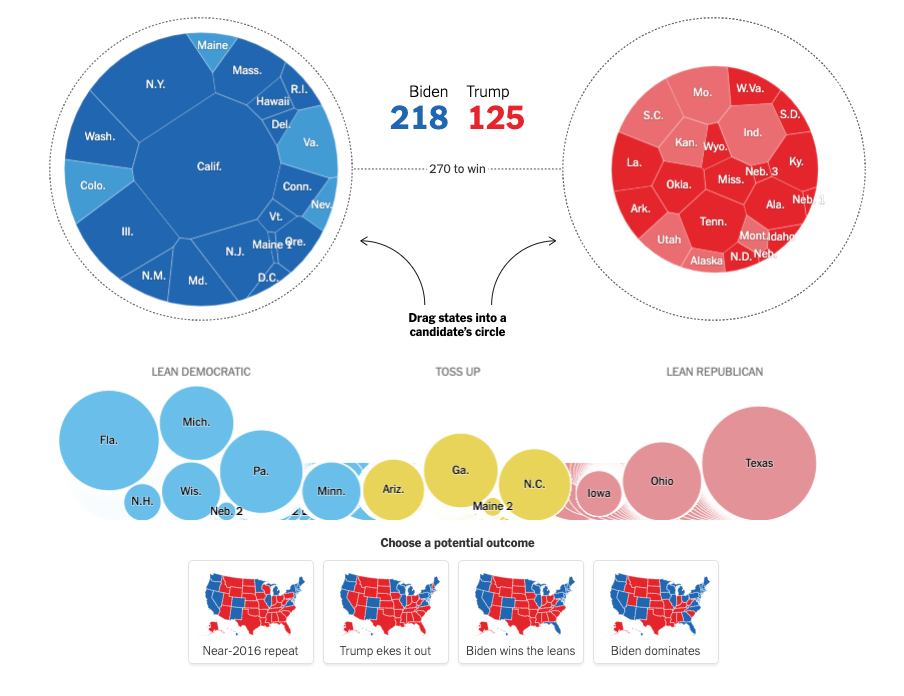 Maine
Mass.
N.Y.
R.I.
Hawaii
Del.
Wash.
Va.
Calif.
Colo.
Conn.
Nev.
Vt.
Ill.
Maine 1
Ore.
N.J.
N.M.
Md.
D.C.
Biden Trump
218 125
270 to win
Mo.
W.Va.
S.C.
S.D.
Ind.
Kan.
Wyo.
La.
Ky.
Neb. 3
Miss.
Okla.
Neb. 1
Ark.
Ala.
Tenn.
Utah
Mont.
Idaho
Alaska
N.D.
Neb.
Drag states into a
candidate's circle
LEAN DEMOCRATIC TOSS UP LEAN REPUBLICAN
Fla.
Mich.
Pa.
N.H.
Wis.
Neb. 2
Minn.
Ariz.
Ga.
Maine 2
N.C.
Iowa
Ohio
Texas
Choose a potential outcome
Near-2016 repeat
Trump ekes it out
Biden wins the leans
Biden dominates